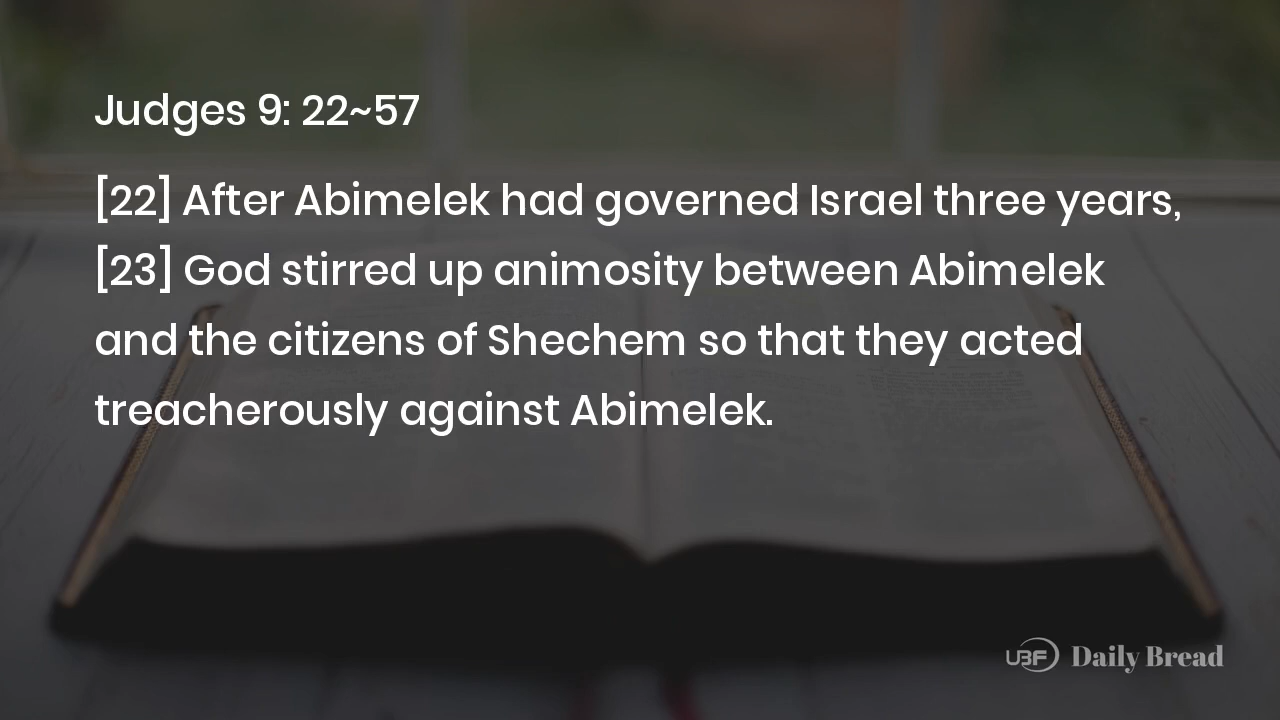 Judges 9: 22~57
[22] After Abimelek had governed Israel three years,
[23] God stirred up animosity between Abimelek
and the citizens of Shechem so that they acted
treacherously against Abimelek.
UBF Daily Bread